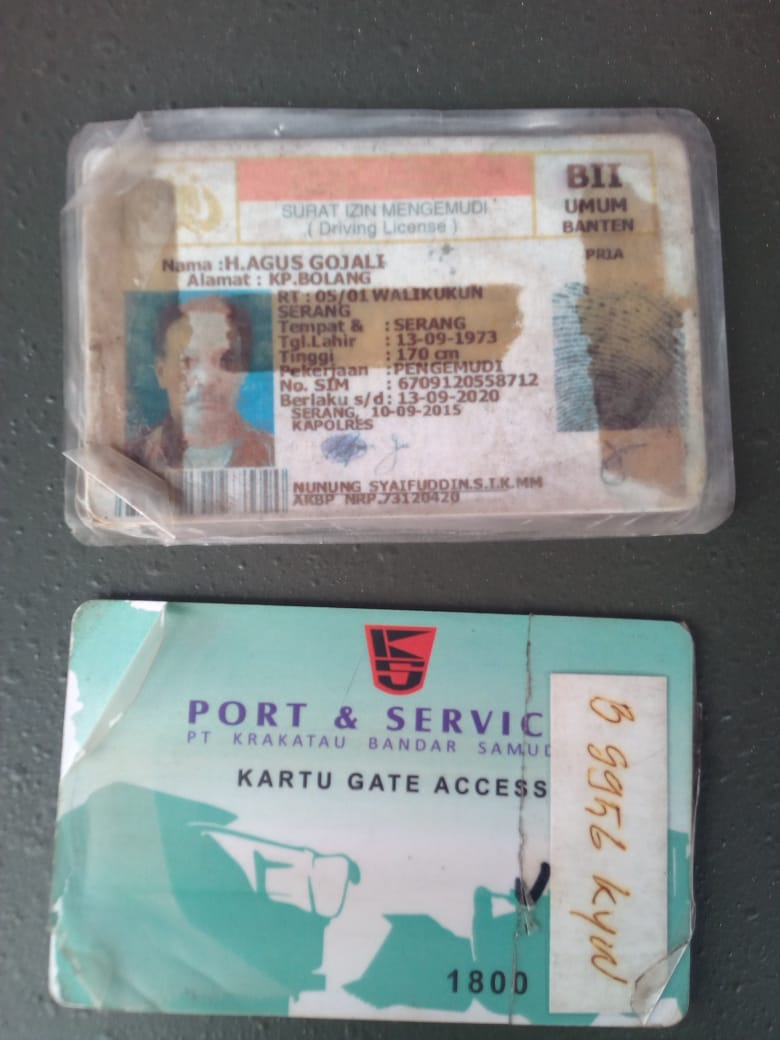 SURAT IZIN MENGEMUDI
( Driving License )
BII
UMUM
BANTEN
PRIA
Nama :H.AGUS GOJALI
Alamat : KP.BOLANG
RT : 05/01 WALIKUKUN
SERANG
Tempat & : SERANG
Tgl.Lahir : 13-09-1973
Tinggi : 170 cm
Pekerjaan :PENGEMUDI
No. SIM : 6709120558712
Berlaku s/d: 13-09-2020
SERANG, 10-09-2015
KAPOLRES
NUNUNG SYAIFUDDIN.S.I.K.MM
AKBP NRP.73120420
PORT & SERVIC
PT KRAKATAU BANDAR SAMUD
KARTU GATE ACCESS
1800